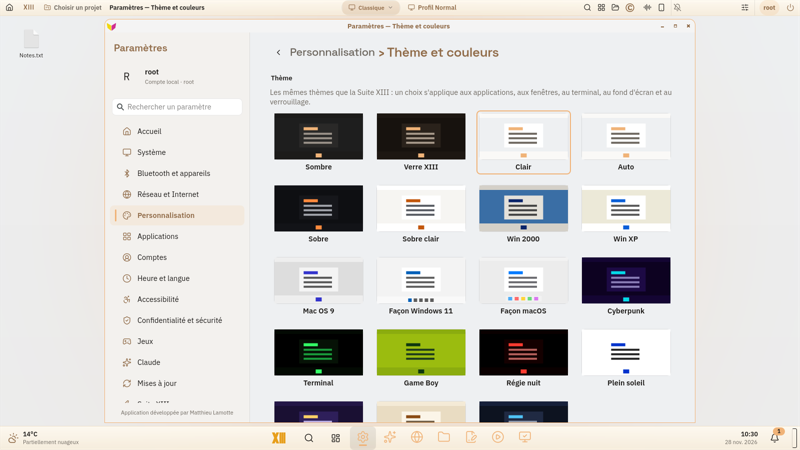 XIII Choisir un projet Paramètres — Thème et couleurs Classique Profil Normal root
Notes.txt
Paramètres — Thème et couleurs
Paramètres
R root
Compte local · root
Rechercher un paramètre
Accueil
Système
Bluetooth et appareils
Réseau et Internet
Personnalisation
Applications
Comptes
Heure et langue
Accessibilité
Confidentialité et sécurité
Jeux
Claude
Mises à jour
Application développée par Matthieu Lamotte
Personnalisation > Thème et couleurs
Thème
Les mêmes thèmes que la Suite XIII : un choix s'applique aux applications, aux fenêtres, au terminal, au fond d'écran et au
verrouillage.
Sombre Verre XIII Clair Auto
Sobre Sobre clair Win 2000 Win XP
Mac OS 9 Façon Windows 11 Façon macOS Cyberpunk
Terminal Game Boy Régie nuit Plein soleil
14°C
Partiellement nuageux
XIII
10:30
28 nov. 2026
1